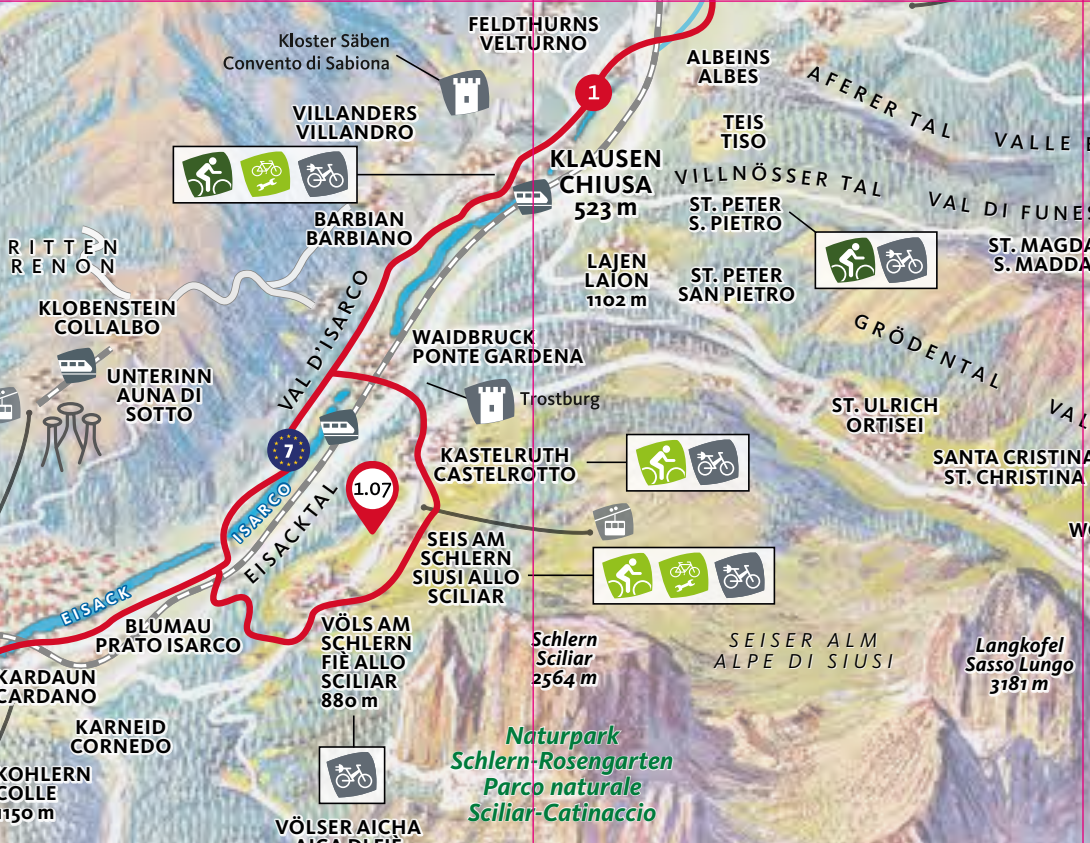 FELDTHURNS
VELTURNO
Kloster Säben
Convento di Sabiona
ALBEINS
ALBES
AFERER TAL
1
VILLANDERS
VILLANDRO
TEIS
TISO
KLAUSEN
CHIUSA
523 m
VILLNÖSSER TAL
VAL DI FUNES
BARBIAN
BARBIANO
ST. PETER
S. PIETRO
RITTEN
RENON
ST. MAGDA
S. MADDA
LAJEN
LAION
1102 m
ST. PETER
SAN PIETRO
KLOBENSTEIN
COLLALBO
VAL D'ISARCO
WAIDBRUCK
PONTE GARDENA
GRÖDENTAL
UNTERINN
AUNA DI
SOTTO
Trostburg
ST. ULRICH
ORTISEI
VAL
7
KASTELRUTH
CASTELROTTO
SANTA CRISTINA
ST. CHRISTINA
1.07
ISARCO
EISACKTAL
SEIS AM
SCHLERN
SIUSI ALLO
SCILIAR
EISACK
BLUMAU
PRATO ISARCO
VÖLS AM
SCHLERN
FIÈ ALLO
SCILIAR
880 m
Schlern
Sciliar
2564 m
SEISER ALM
ALPE DI SIUSI
Langkofel
Sasso Lungo
3181 m
KARDAUN
CARDANO
KARNEID
CORNEDO
Naturpark
Schlern-Rosengarten
Parco naturale
Sciliar-Catinaccio
KOHLERN
COLLE
1150 m
VÖLSER AICHA